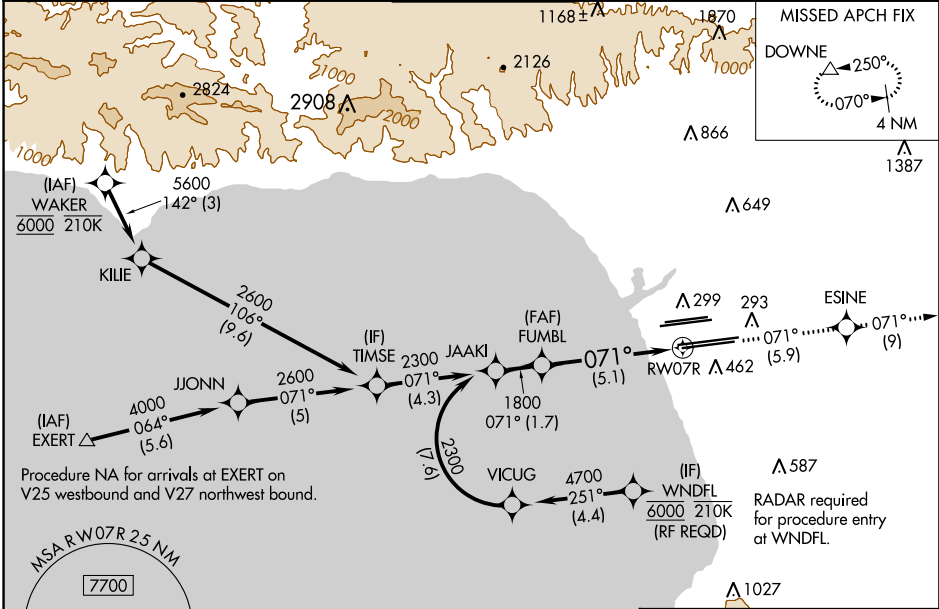 1168±
1870
MISSED APCH FIX
DOWNE
250°
070°
4 NM
2126
1000
1000
2824
2908
2000
866
1387
1000
(IAF)
WAKER
6000 210K
5600
142° (3)
649
KILIE
2600
106°
(9.6)
299
293
ESINE
(FAF)
FUMBL
(IF)
TIMSE
JAAKI
2300
071°
(4.3)
071°
(5.1)
RW07R
462
071°
(5.9)
071°
(9)
JJONN
2600
071°
(5)
1800
071° (1.7)
4000
064°
(5.6)
(IAF)
EXERT
2300
(7.6)
Procedure NA for arrivals at EXERT on
V25 westbound and V27 northwest bound.
VICUG
4700
251°
(4.4)
(IF)
WNDFL
6000 210K
(RF REQD)
587
RADAR required
for procedure entry
at WNDFL.
MSA RW07R 25 NM
7700
1027